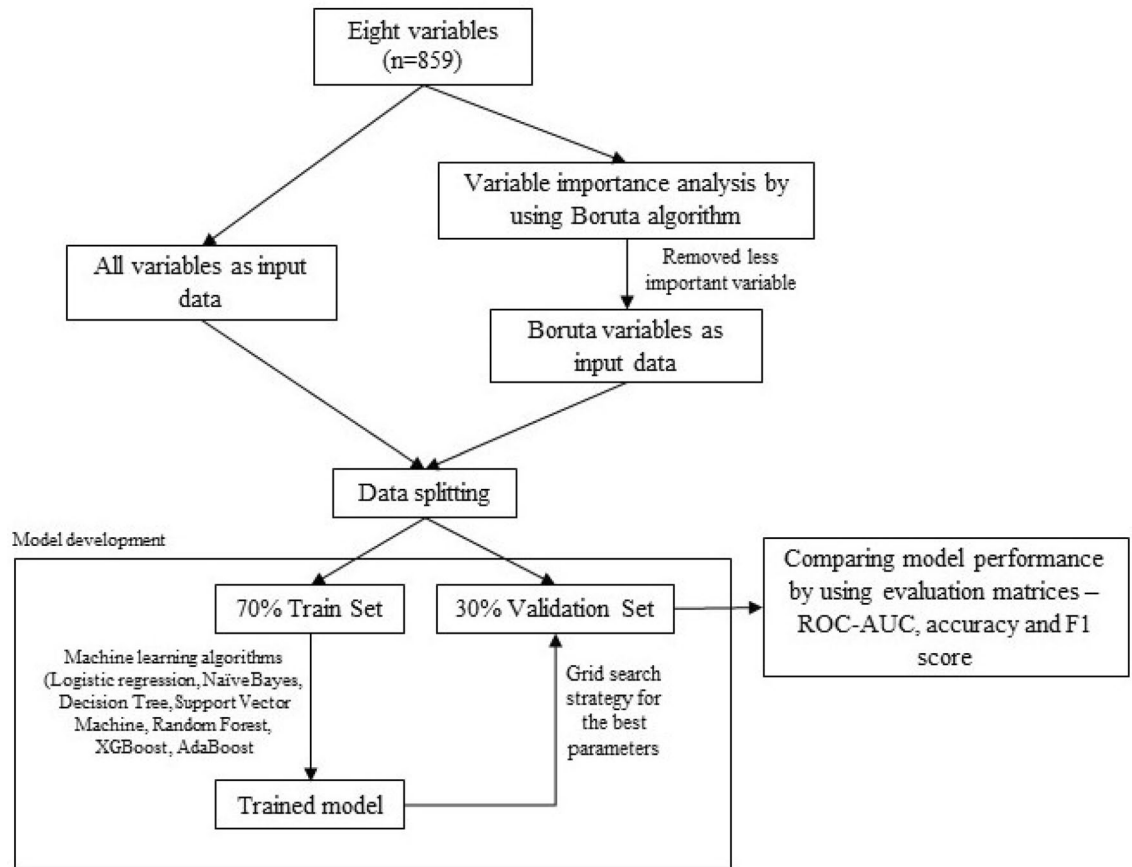 Eight variables
(n=859)
Variable importance analysis by
using Boruta algorithm
All variables as input
data
Removed less
important variable
Boruta variables as
input data
Data splitting
Model development
70% Train Set
30% Validation Set
Comparing model performance
by using evaluation matrices –
ROC-AUC, accuracy and F1
score
Machine learning algorithms
(Logistic regression, Naïve Bayes,
Decision Tree, Support Vector
Machine, Random Forest,
XGBoost, AdaBoost
Grid search
strategy for
the best
parameters
Trained model